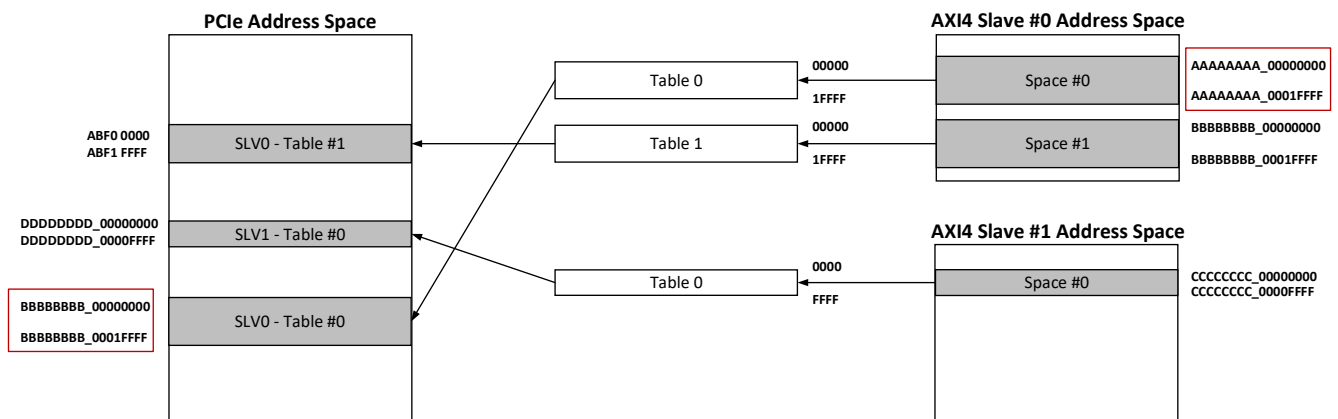 PCIe Address Space
ABF0 0000
ABF1 FFFF
SLV0 - Table #1
DDDDDDDD_00000000
DDDDDDDD_0000FFFF
SLV1 - Table #0
BBBBBBBB_00000000
BBBBBBBB_0001FFFF
SLV0 - Table #0
Table 0
00000
1FFFF
Table 1
00000
1FFFF
Table 0
0000
FFFF
AXI4 Slave #0 Address Space
Space #0
AAAAAAAA_00000000
AAAAAAAA_0001FFFF
Space #1
BBBBBBBB_00000000
BBBBBBBB_0001FFFF
AXI4 Slave #1 Address Space
Space #0
CCCCCCCC_00000000
CCCCCCCC_0000FFFF